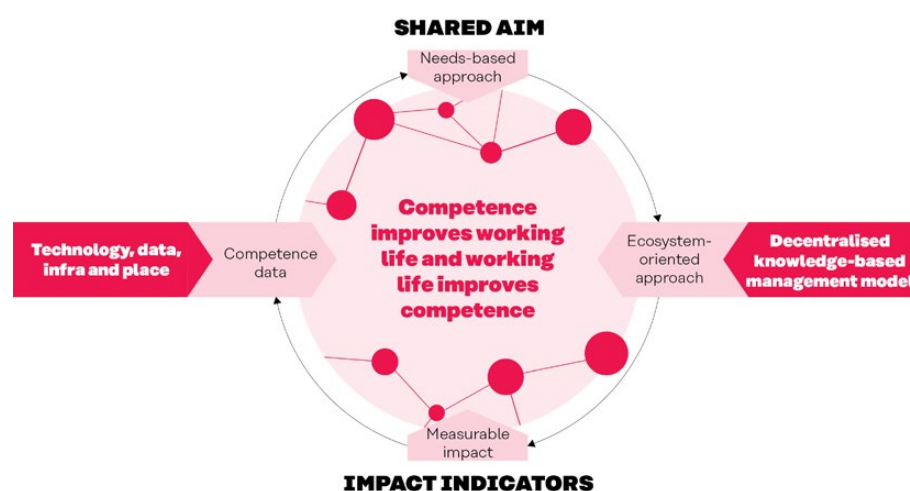 SHARED AIM
Needs-based
approach
Technology, data,
infra and place
Competence
data
Competence
improves working
life and working
life improves
competence
Ecosystem-
oriented
approach
Decentralised
knowledge-based
management model
Measurable
impact
IMPACT INDICATORS